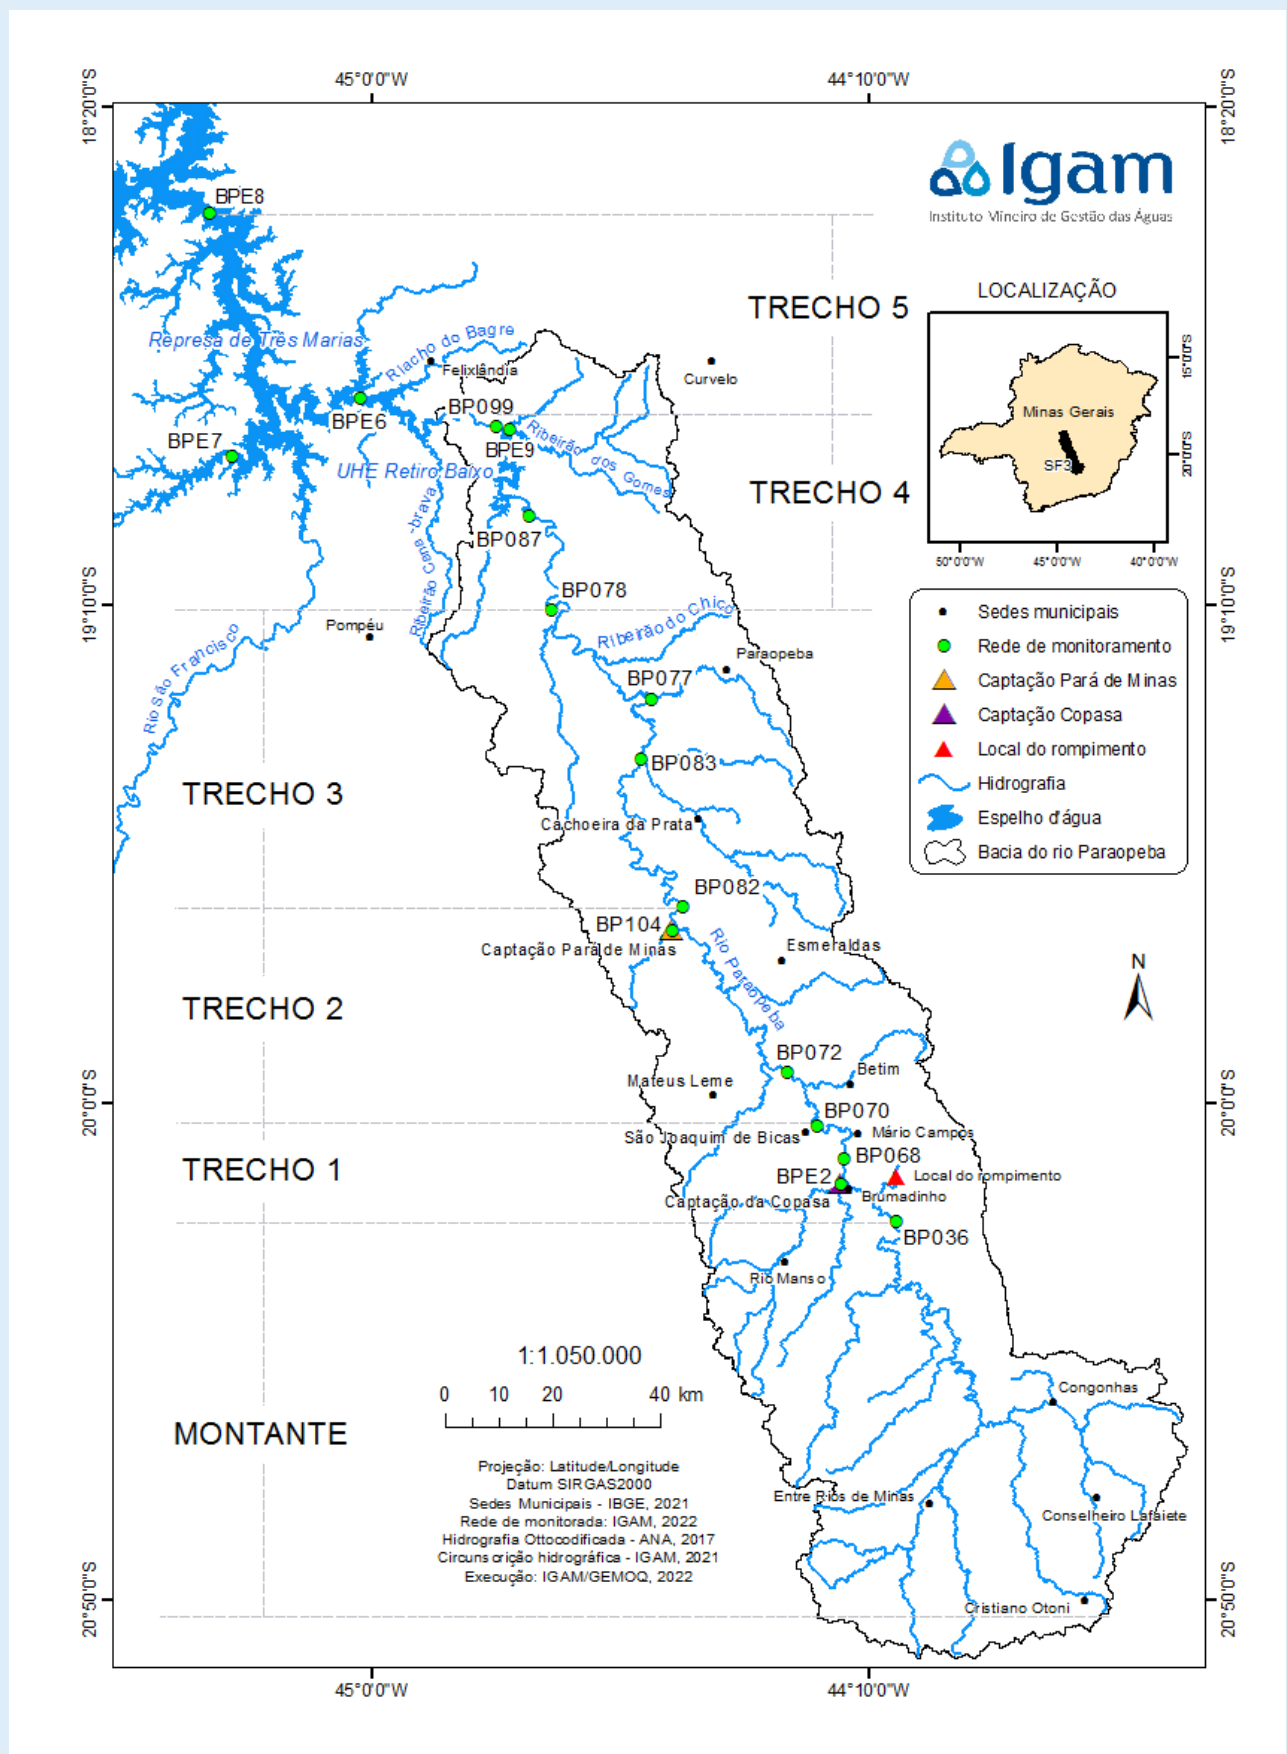 45°0'0"W
44°10'0"W
18°20'0"S
18°20'0"S
Igam
Instituto Mineiro de Gestão das Águas
BPE8
TRECHO 5
LOCALIZAÇÃO
Represa de Três Marias
Riacho do Bagre
Felixlândia
Curvelo
15°0'0"S
Minas Gerais
SF3
20°0'0"S
50°0'0"W
45°0'0"W
40°0'0"W
BPE6
BP099
BPE9
BPE7
UHE Retiro Baixo
Ribeirão dos Gomes
TRECHO 4
Ribeirão Cana -brava
BP087
BP078
19°10'0"S
19°10'0"S
Pompéu
Ribeirão do Chico
Paraopeba
Rio São Francisco
BP077
BP083
TRECHO 3
Cachoeira da Prata
Sedes municipais
Rede de monitoramento
Captação Pará de Minas
Captação Copasa
Local do rompimento
Hidrografia
Espelho d'água
Bacia do rio Paraopeba
BP082
BP104
Captação Pará de Minas
Rio Paraopeba
Esmeraldas
N
TRECHO 2
BP072
Betim
Mateus Leme
20°0'0"S
20°0'0"S
BP070
São Joaquim de Bicas
Mário Campos
TRECHO 1
BP068
BPE2
Local do rompimento
Captação da Copasa
Brumadinho
BP036
Rio Manso
1:1.050.000
0 10 20 40 km
MONTANTE
Congonhas
Projeção: Latitude/Longitude
Datum SIRGAS2000
Sedes Municipais - IBGE, 2021
Rede de monitorada: IGAM, 2022
Hidrografia Ottocodificada - ANA, 2017
Circunscrição hidrográfica - IGAM, 2021
Execução: IGAM/GEMOQ, 2022
Entre Rios de Minas
Conselheiro Lafaiete
Cristiano Otoni
20°50'0"S
20°50'0"S
45°0'0"W
44°10'0"W